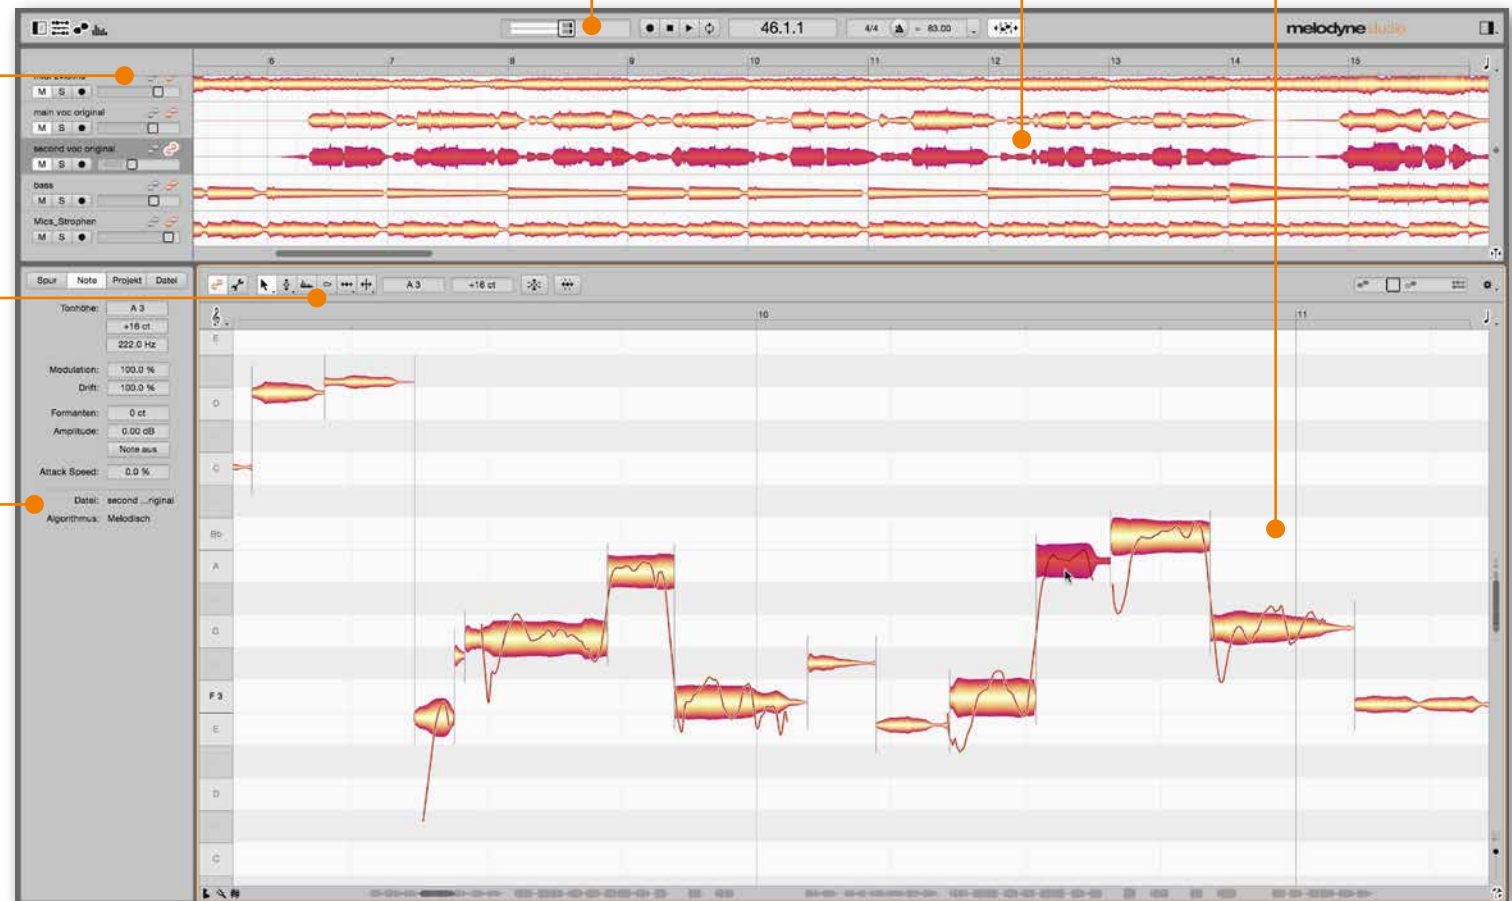 46.1.1
4/4
= 83.00
melodyne studio
6 7 8 9 10 11 12 13 14 15
M S
main voc original
M S
second voc original
M S
bass
M S
Mics_Strophen
M S
Spur Note Projekt Datei
A 3 +16 ct
Tonhöhe: A 3
+16 ct
222.0 Hz
Modulation: 100.0 %
Drift: 100.0 %
Formanten: 0 ct
Amplitude: 0.00 dB
Note aus
Attack Speed: 0.0 %
Datei: second ...riginal
Algorithmus: Melodisch
10 11
E
D
C
Bb
A
G
F 3
E
D
C